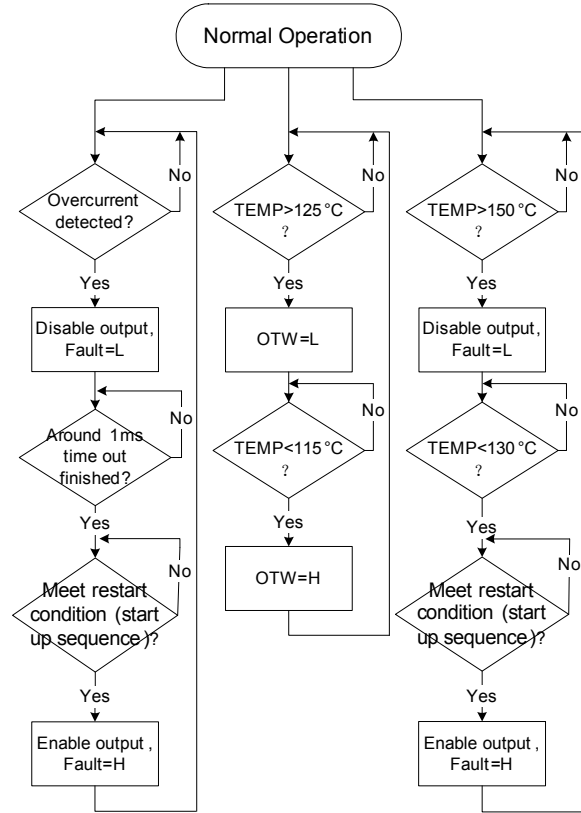 Normal Operation
No
Overcurrent
detected?
Yes
Disable output,
Fault=L
No
Around 1ms
time out
finished?
Yes
No
Meet restart
condition (start
up sequence)?
Yes
Enable output,
Fault=H
No
TEMP>125°C
?
Yes
OTW=L
No
TEMP<115°C
?
Yes
OTW=H
No
TEMP>150°C
?
Yes
Disable output,
Fault=L
No
TEMP<130°C
?
Yes
No
Meet restart
condition (start
up sequence)?
Yes
Enable output,
Fault=H